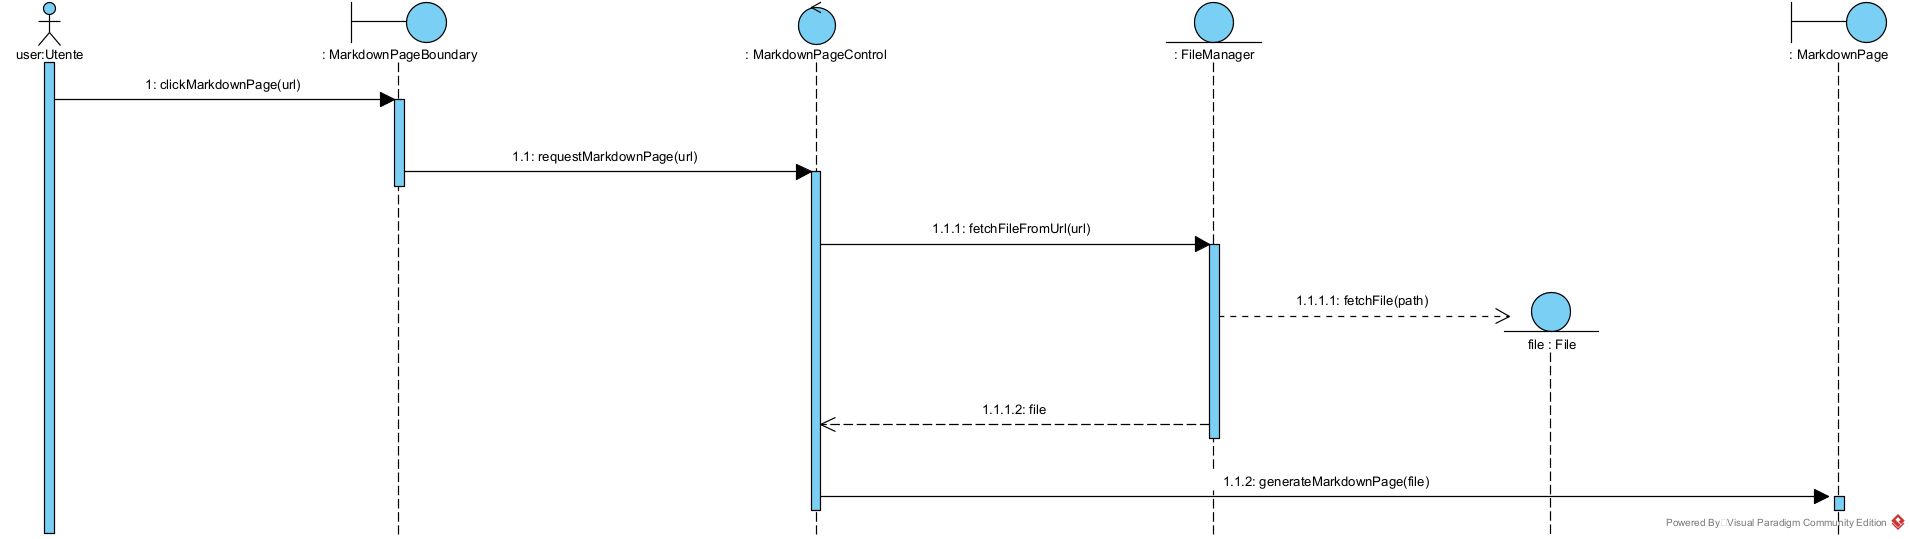 user:Utente
: MarkdownPageBoundary
: MarkdownPageControl
: FileManager
: MarkdownPage
1: clickMarkdownPage(url)
1.1: requestMarkdownPage(url)
1.1.1: fetchFileFromUrl(url)
1.1.1.1: fetchFile(path)
file : File
1.1.1.2: file
1.1.2: generateMarkdownPage(file)
Powered By Visual Paradigm Community Edition